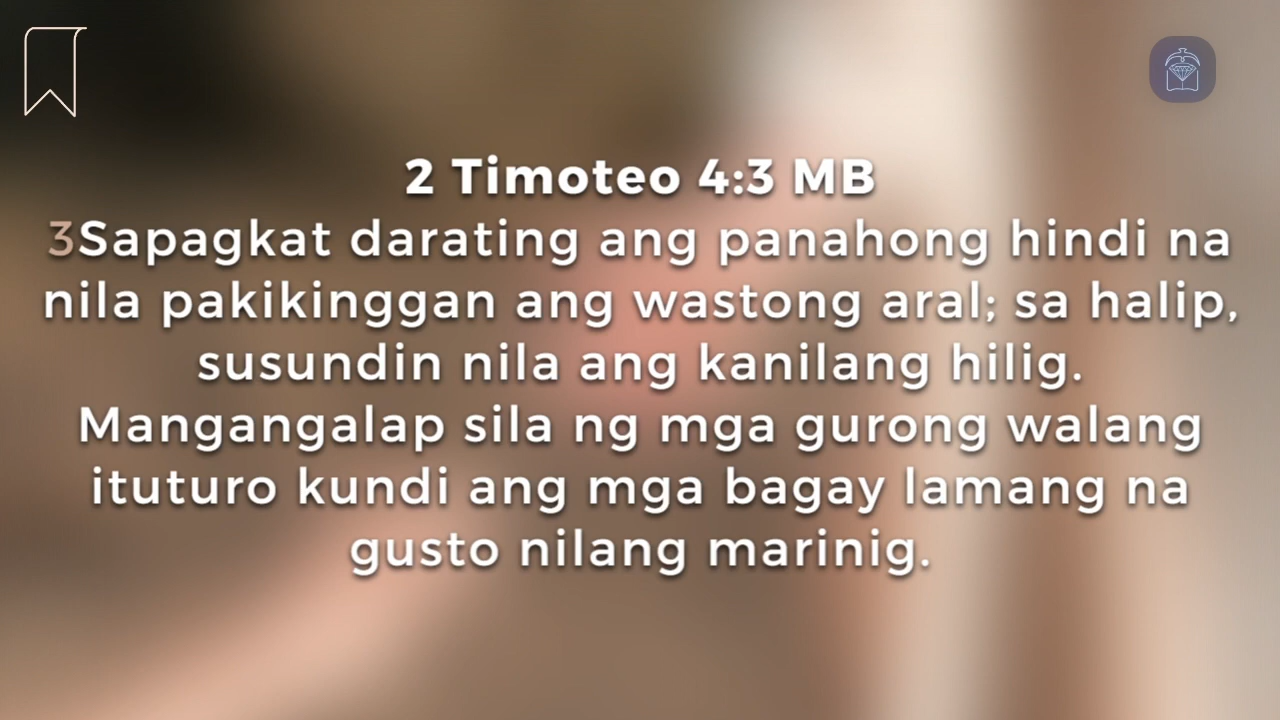 2 Timoteo 4:3 MB
3Sapagkat darating ang panahong hindi na
nila pakikinggan ang wastong aral; sa halip,
susundin nila ang kanilang hilig.
Mangangalap sila ng mga gurong walang
ituturo kundi ang mga bagay lamang na
gusto nilang marinig.